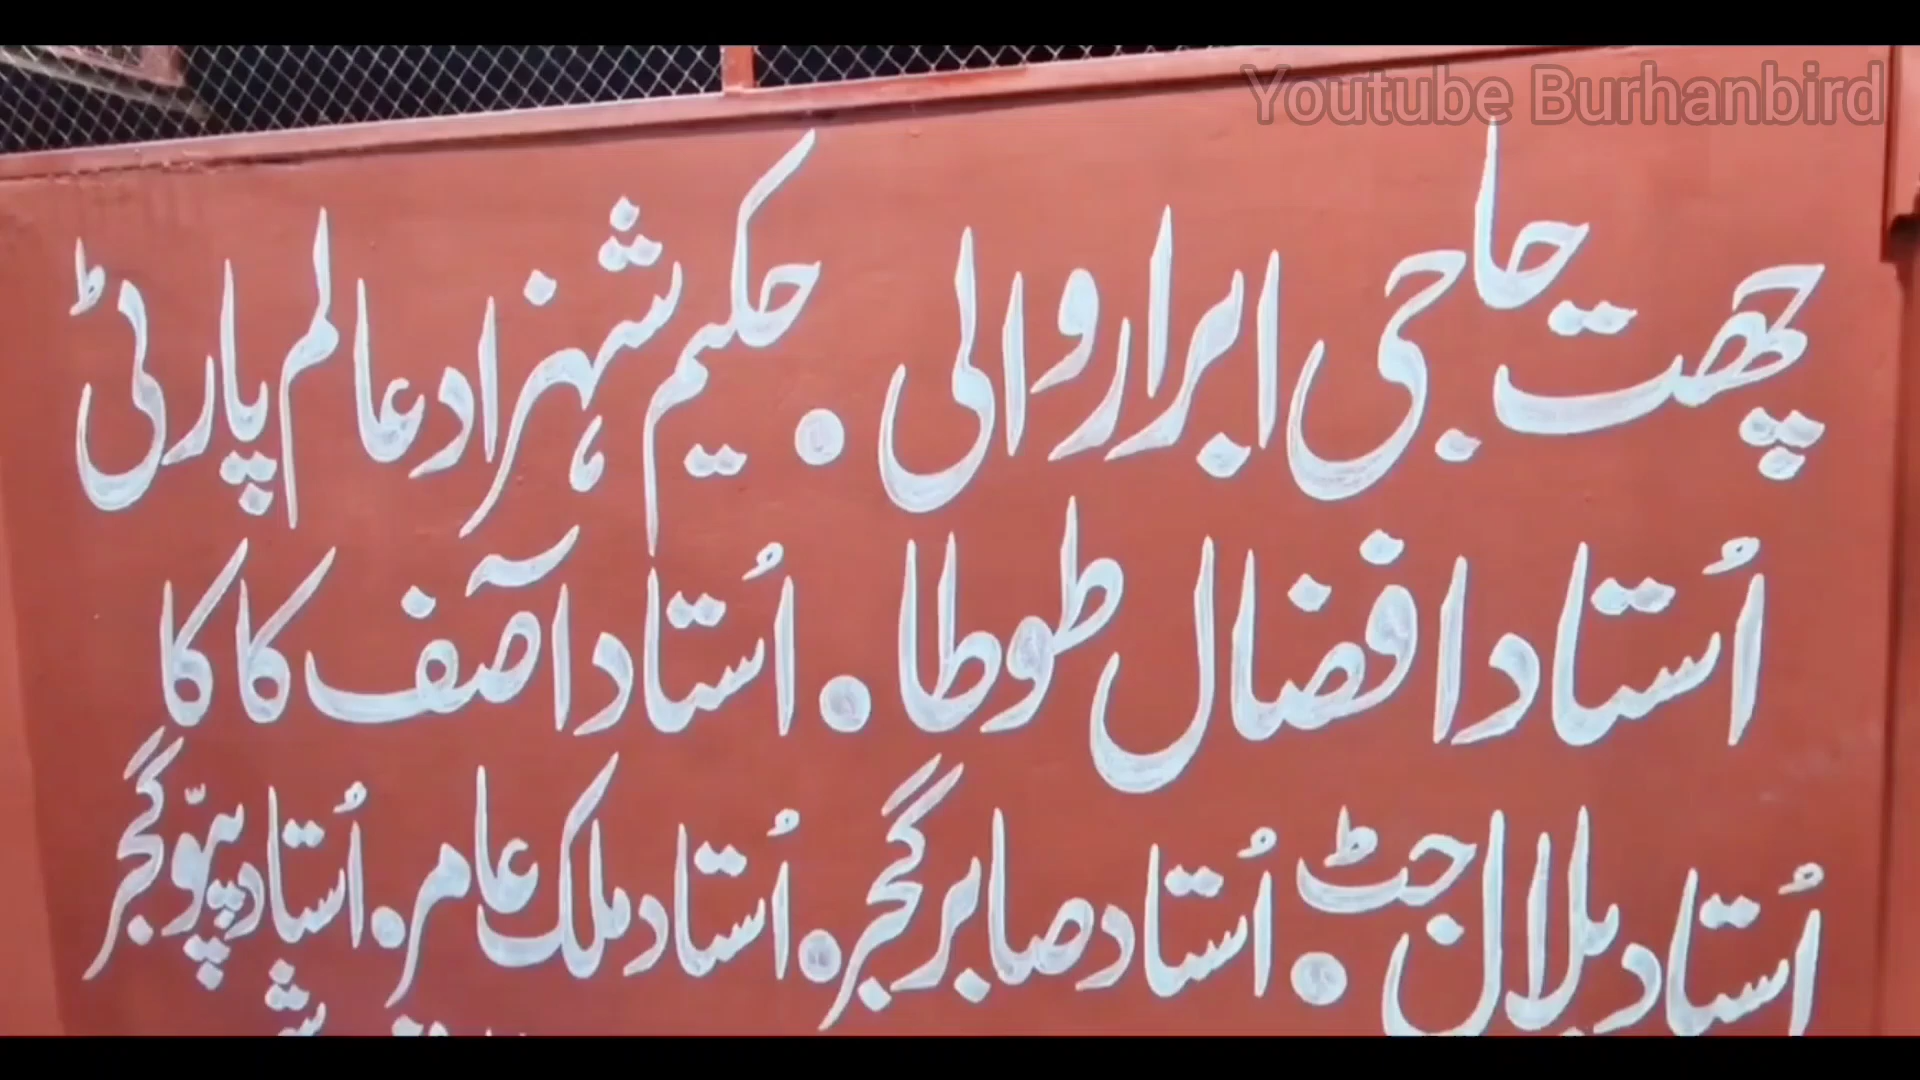 Youtube Burhanbird
چھت حاجی ابرار والی . حکیم شہزاد عالم پارٹی
اُستاد افضال طوطا . اُستاد آصف کاکا
اُستاد بلال جٹ . اُستاد صابر گجر . اُستاد ملک عامر . اُستاد پپّو گجر